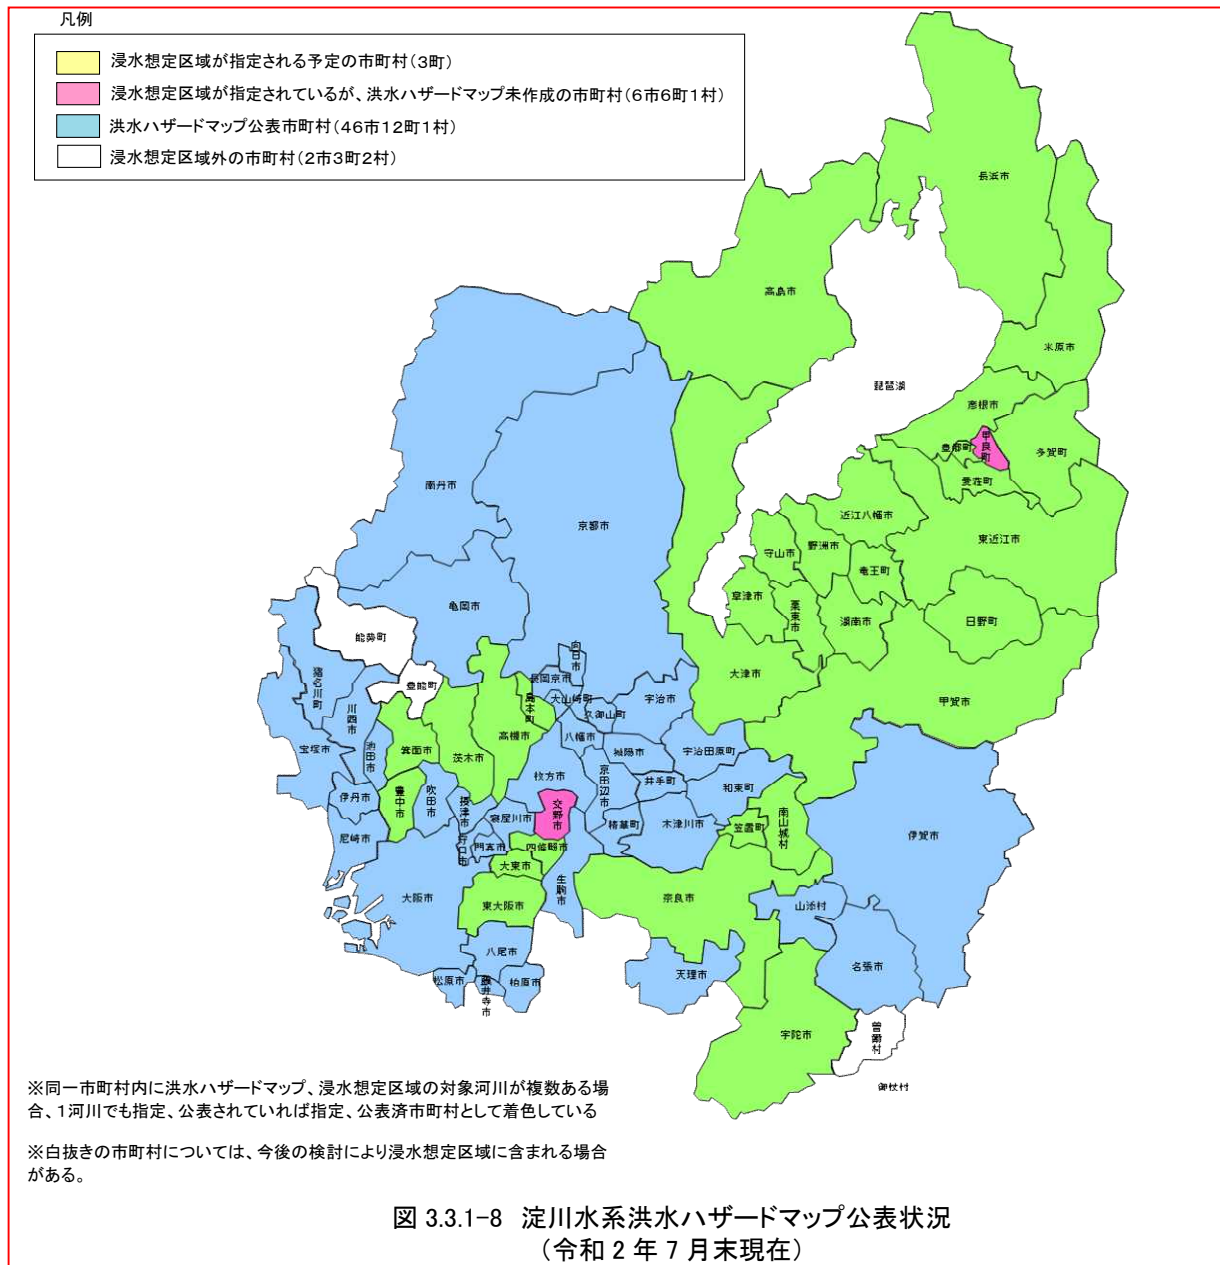 凡例
浸水想定区域が指定される予定の市町村(3町)
浸水想定区域が指定されているが、洪水ハザードマップ未作成の市町村(6市6町1村)
洪水ハザードマップ公表市町村(46市12町1村)
浸水想定区域外の市町村(2市3町2村)
長浜市
高島市
米原市
琵琶湖
彦根市
甲良町
豊郷町
多賀町
愛荘町
南丹市
近江八幡市
京都市
東近江市
守山市
野洲市
竜王町
草津市
栗東市
湖南市
日野町
亀岡市
能勢町
向日市
大津市
長岡京市
豊能町
猪名川町
大山崎町
宇治市
甲賀市
島本町
久御山町
川西市
高槻市
八幡市
宝塚市
池田市
箕面市
茨木市
城陽市
宇治田原町
枚方市
京田辺市
井手町
和束町
伊丹市
豊中市
吹田市
摂津市
寝屋川市
交野市
精華町
木津川市
笠置町
南山城村
伊賀市
尼崎市
守口市
門真市
四條畷市
大東市
生駒市
大阪市
東大阪市
奈良市
山添村
八尾市
天理市
名張市
松原市
藤井寺市
柏原市
宇陀市
曽爾村
御杖村
※同一市町村内に洪水ハザードマップ、浸水想定区域の対象河川が複数ある場
合、1河川でも指定、公表されていれば指定、公表済市町村として着色している
※白抜きの市町村については、今後の検討により浸水想定区域に含まれる場合
がある。
図 3.3.1-8 淀川水系洪水ハザードマップ公表状況
(令和 2 年 7 月末現在)